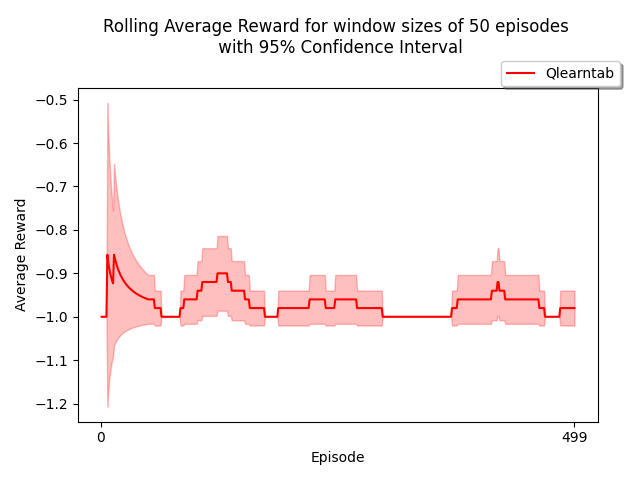 Rolling Average Reward for window sizes of 50 episodes
with 95% Confidence Interval
Qlearntab
−0.5
−0.6
−0.7
−0.8
−0.9
−1.0
−1.1
−1.2
Average Reward
0
499
Episode